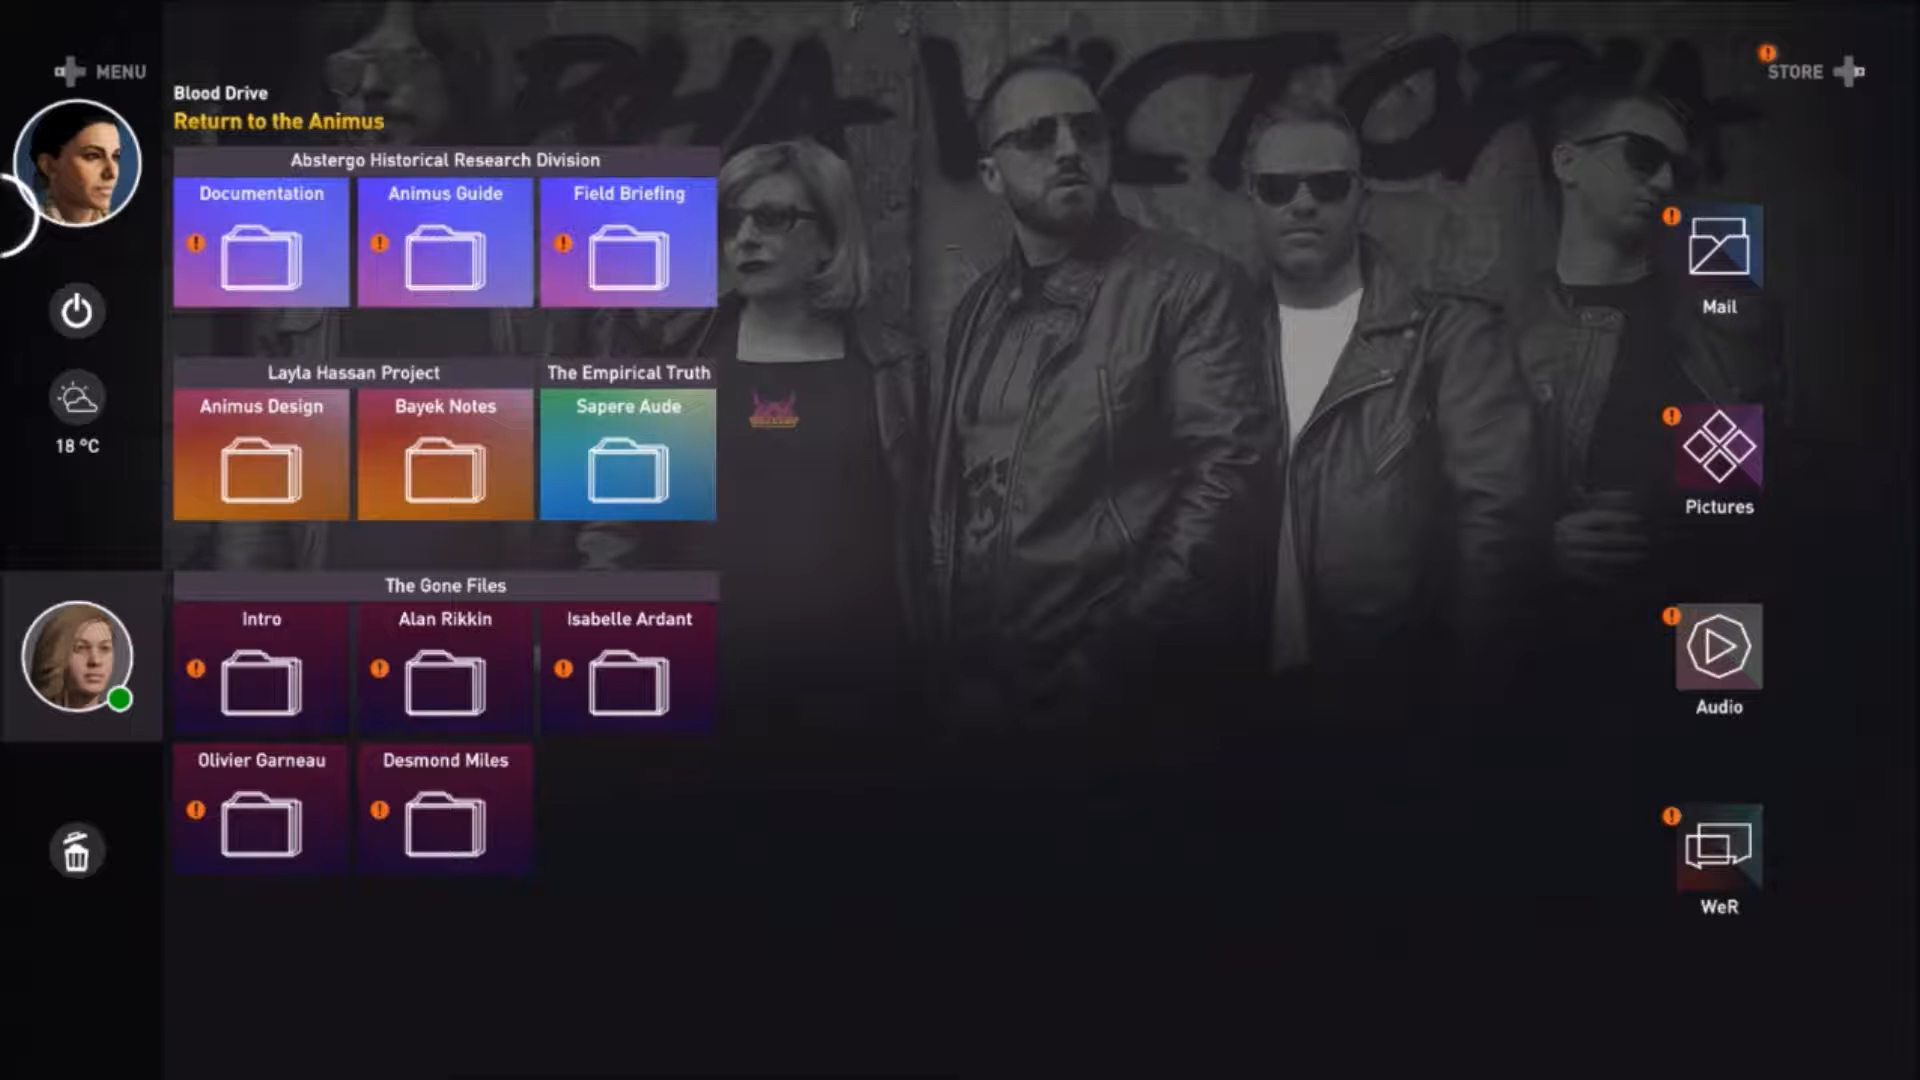 MENU
STORE
Blood Drive
Return to the Animus
Abstergo Historical Research Division
Documentation
Animus Guide
Field Briefing
Layla Hassan Project
The Empirical Truth
Animus Design
Bayek Notes
Sapere Aude
18 °C
The Gone Files
Intro
Alan Rikkin
Isabelle Ardant
Olivier Garneau
Desmond Miles
Mail
Pictures
Audio
WeR